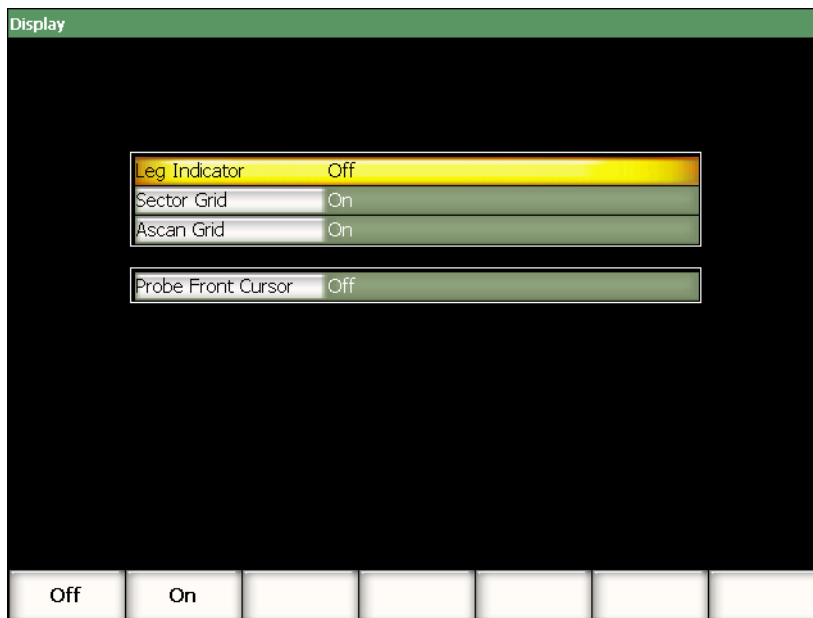 Display
Leg Indicator Off
Sector Grid On
Ascan Grid On
Probe Front Cursor Off
Off On